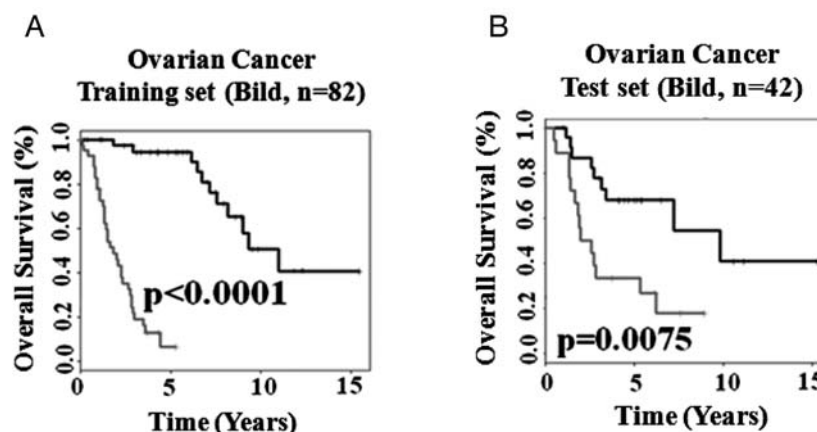 A
Ovarian Cancer
Training set (Bild, n=82)
Overall Survival (%)
1.0
0.8
0.6
0.4
0.2
0.0
p<0.0001
0 5 10 15
Time (Years)
B
Ovarian Cancer
Test set (Bild, n=42)
Overall Survival (%)
1.0
0.8
0.6
0.4
0.2
0.0
p=0.0075
0 5 10 15
Time (Years)